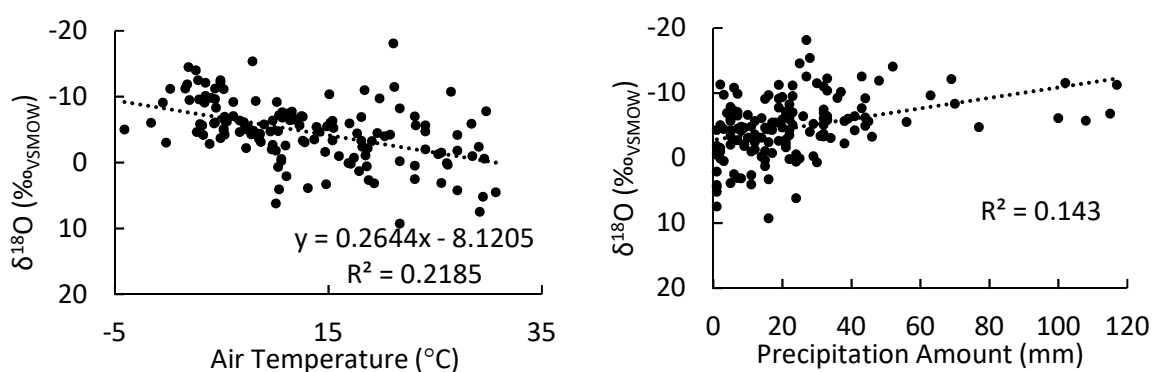 -20
-10
0
10
20
δ¹⁸O (‰VSMOW)
y = 0.2644x - 8.1205
R² = 0.2185
-5 15 35
Air Temperature (°C)
-20
-10
0
10
20
δ¹⁸O (‰VSMOW)
R² = 0.143
0 20 40 60 80 100 120
Precipitation Amount (mm)